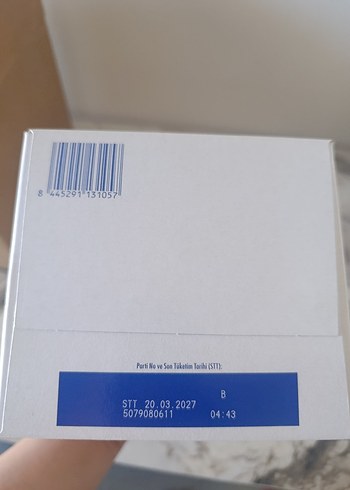 8 445291 131057
Parti No ve Son Tüketim Tarihi (STT):
B
STT 20.03.2027
5079080611 04:43